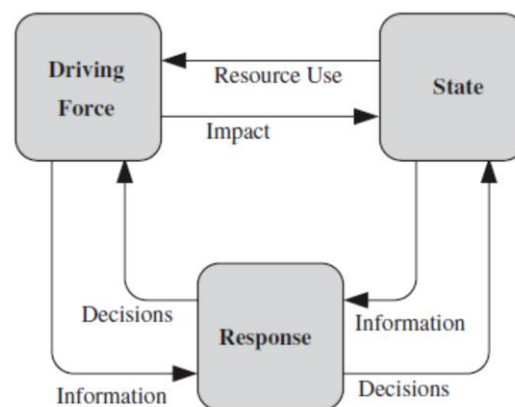 Driving
Force
Resource Use
State
Impact
Decisions
Response
Information
Information
Decisions